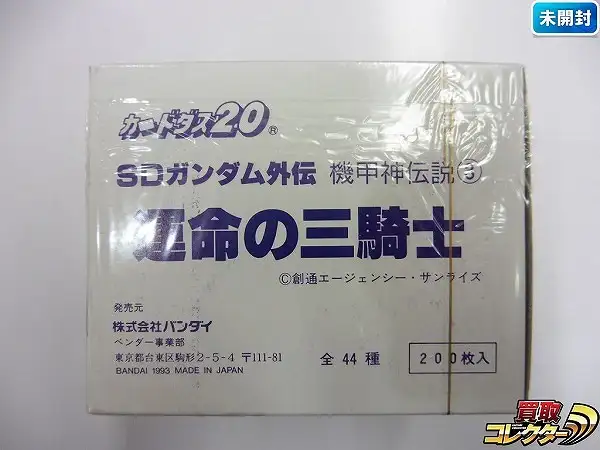 未開封
カードダス20®
SDガンダム外伝 機甲神伝説③
運命の三騎士
©創通エージェンシー・サンライズ
発売元
株式会社バンダイ
ベンダー事業部
東京都台東区駒形2-5-4 〒111-81
BANDAI 1993 MADE IN JAPAN
全44種
200枚入
買取
コレクター